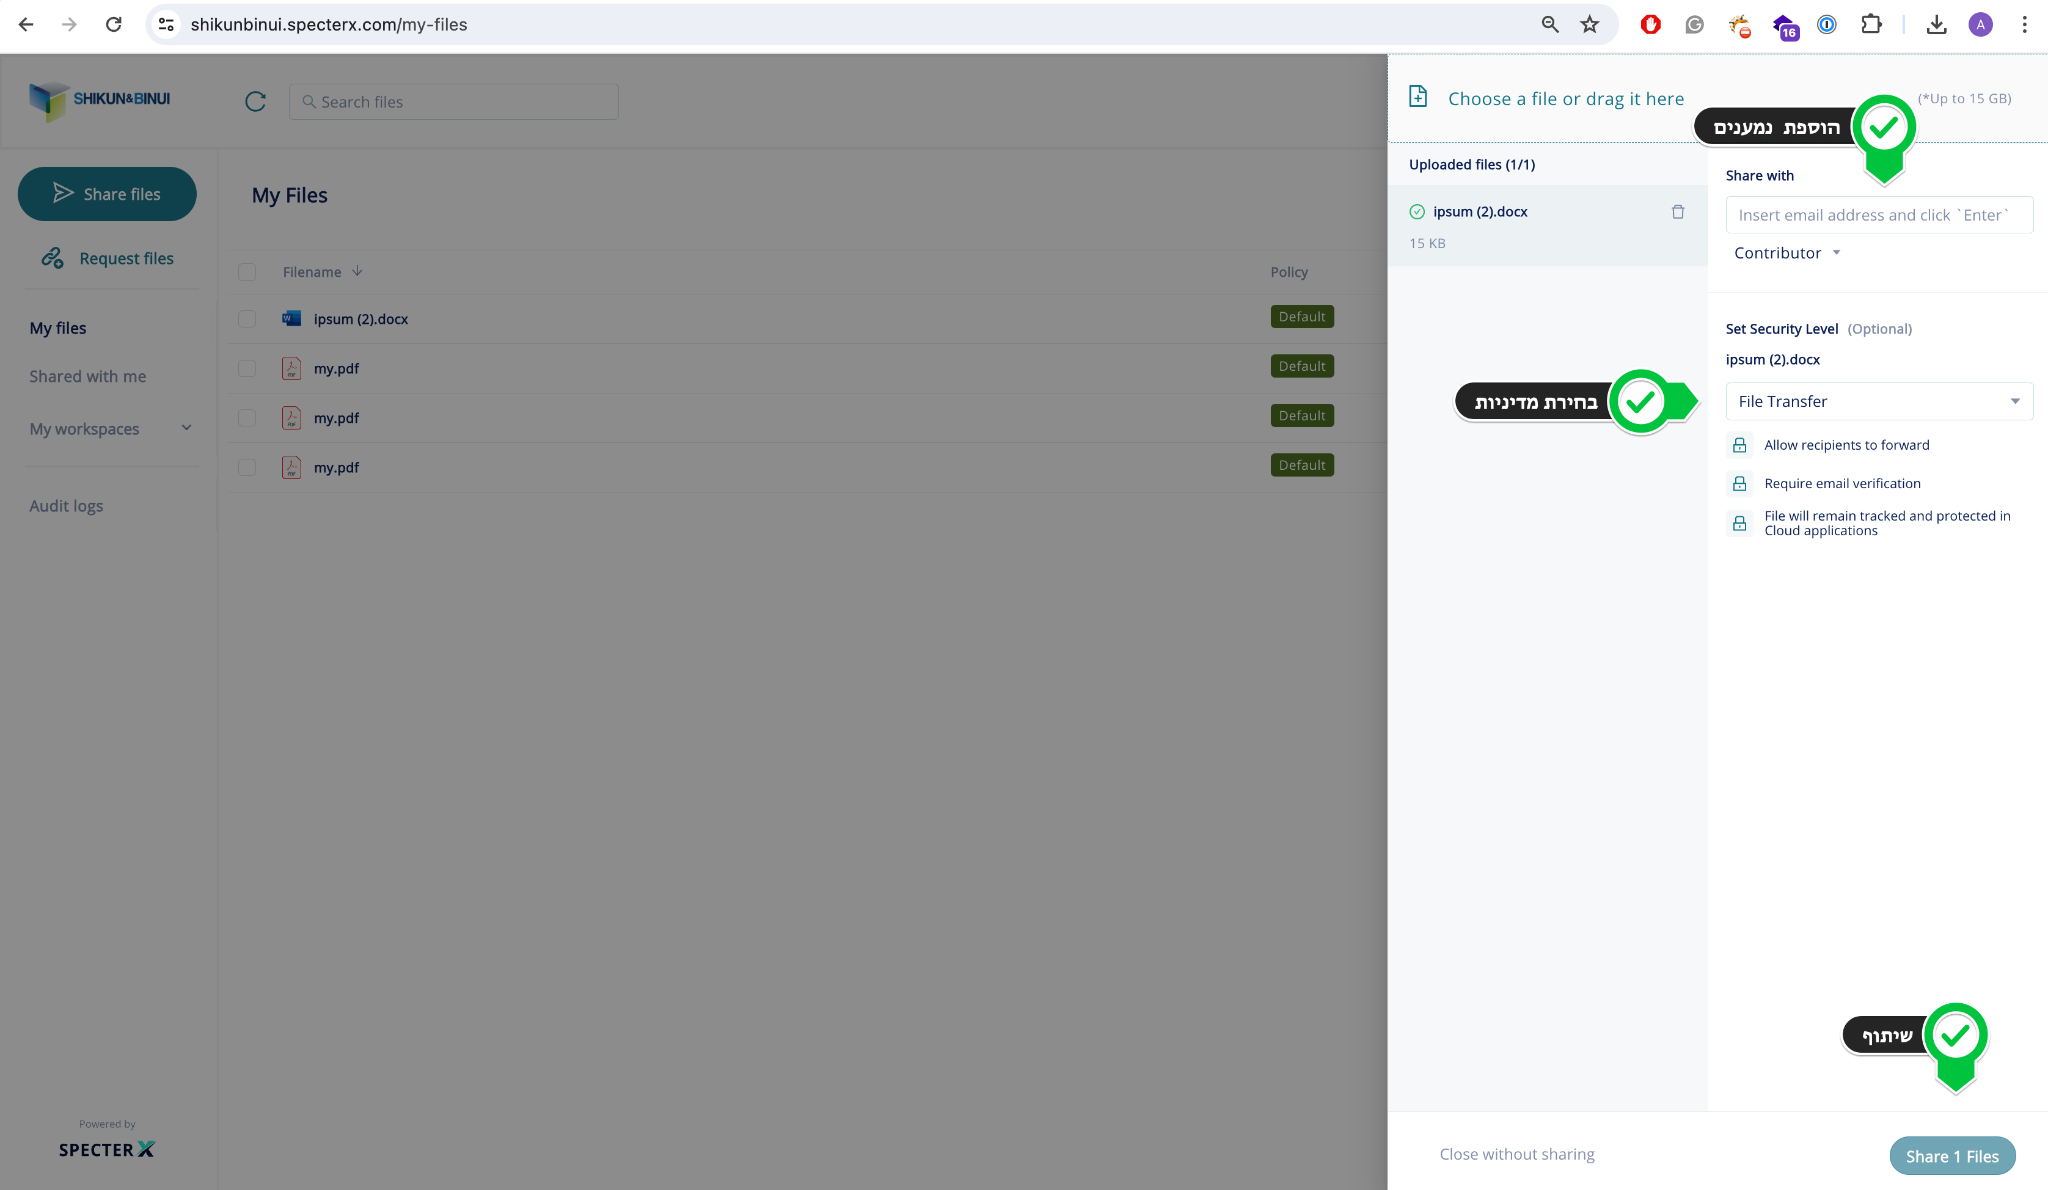 shikunbinui.specterx.com/my-files
16
A
SHIKUN&BINUI
Search files
Choose a file or drag it here
(*Up to 15 GB)
הוספת נמענים
Share files
Request files
My files
Shared with me
My workspaces
Audit logs
My Files
Filename
Policy
ipsum (2).docx
Default
my.pdf
Default
my.pdf
Default
my.pdf
Default
Uploaded files (1/1)
ipsum (2).docx
15 KB
Share with
Insert email address and click `Enter`
Contributor
Set Security Level (Optional)
ipsum (2).docx
בחירת מדיניות
File Transfer
Allow recipients to forward
Require email verification
File will remain tracked and protected in
Cloud applications
שיתוף
Powered by
SPECTERX
Close without sharing
Share 1 Files